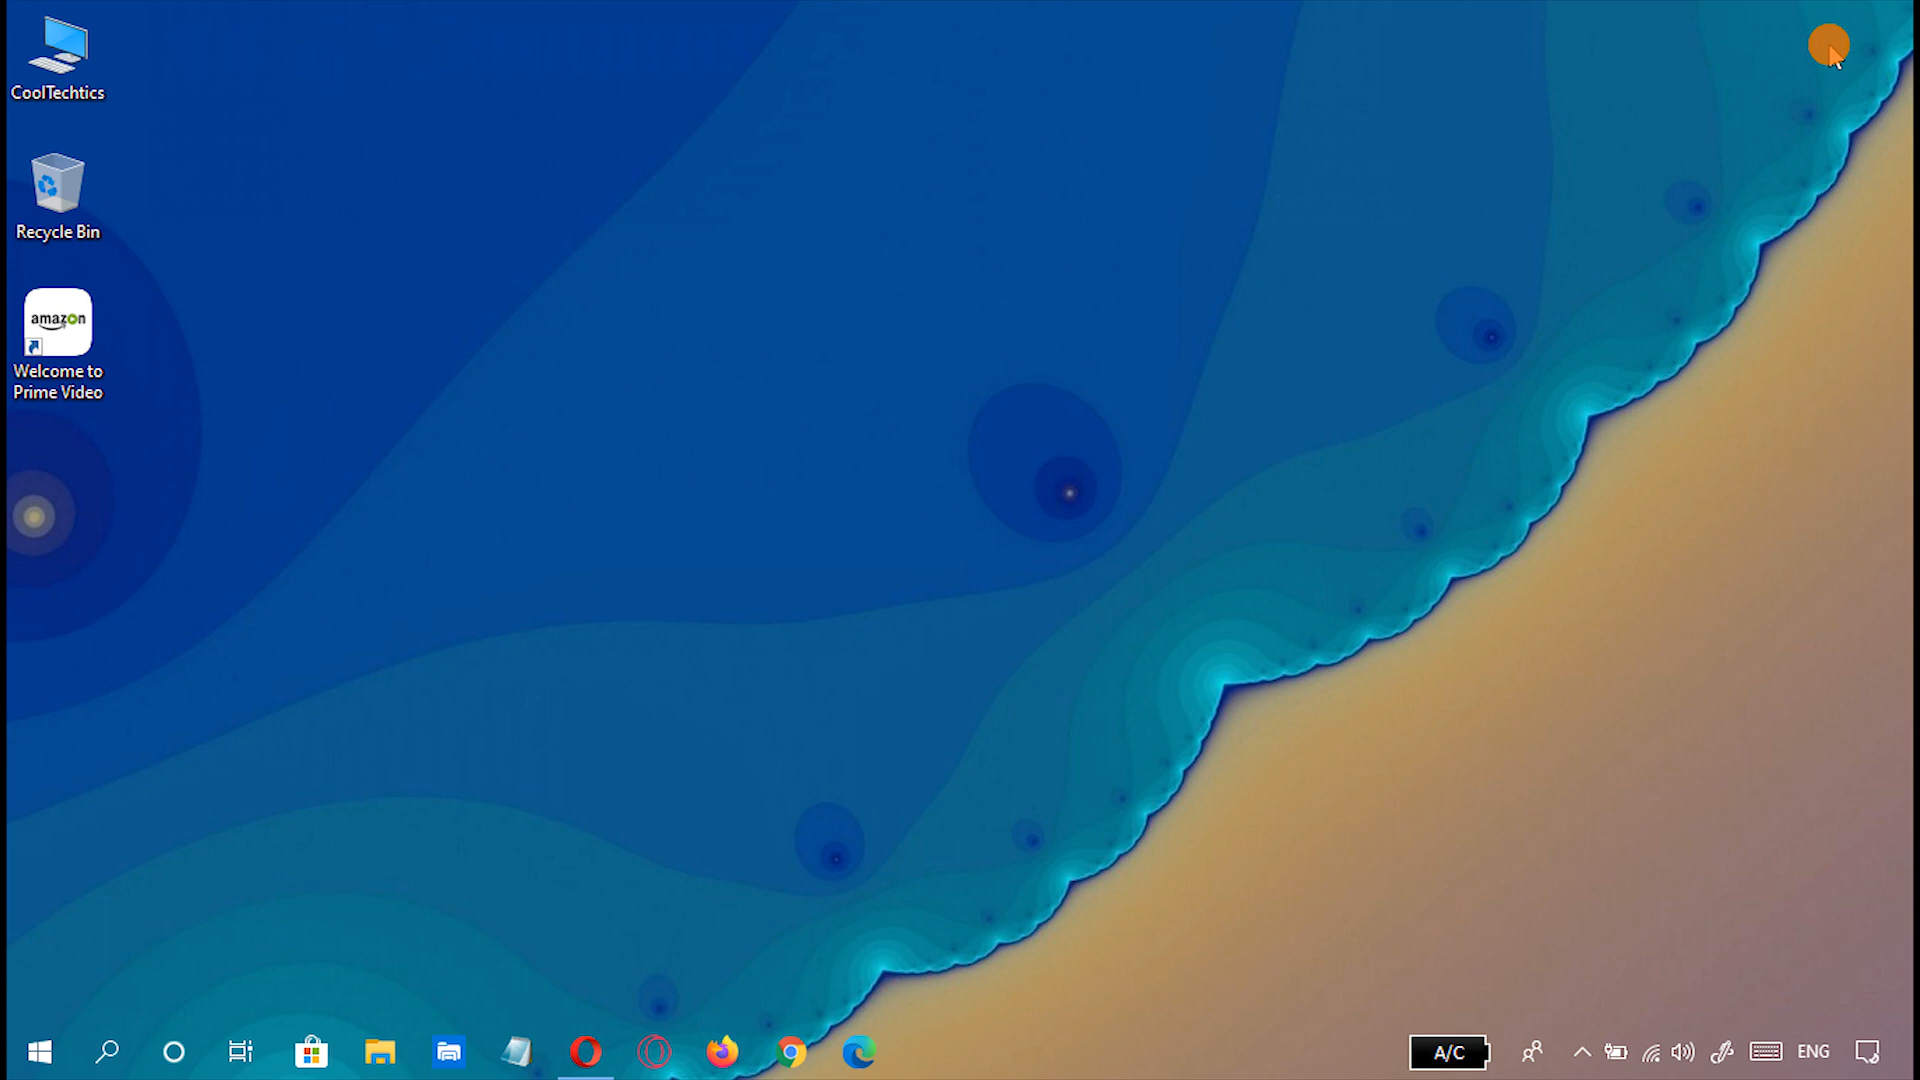 CoolTechtics
Recycle Bin
amazon
Welcome to
Prime Video
A/C
ENG